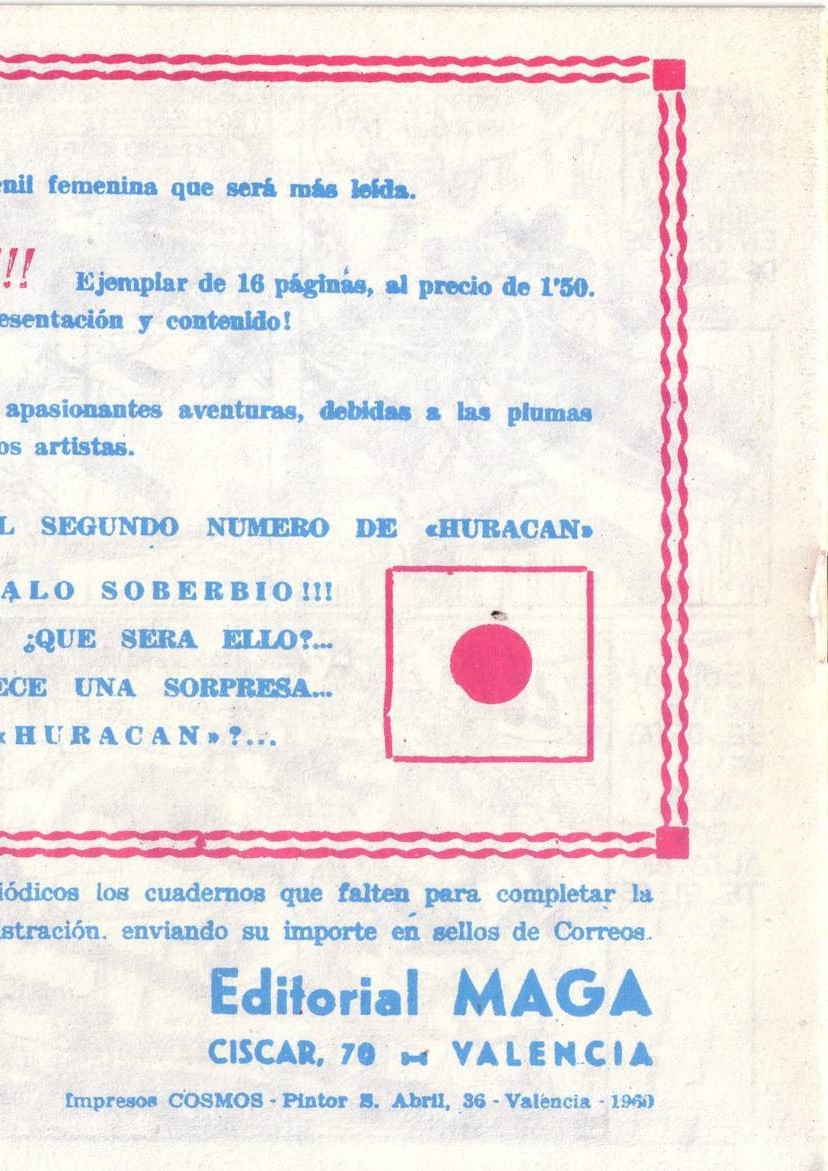 enil femenina que será más leída.
!!! Ejemplar de 16 páginas, al precio de 1'50.
esentación y contenido!
apasionantes aventuras, debidas a las plumas
os artistas.
L SEGUNDO NUMERO DE «HURACAN»
ALO SOBERBIO!!!
¿QUE SERA ELLO?...
ECE UNA SORPRESA...
«HURACAN»?...
iódicos los cuadernos que falten para completar la
stración. enviando su importe en sellos de Correos.
Editorial MAGA
CISCAR, 70 - VALENCIA
Impresos COSMOS - Pintor S. Abril, 36 - Valencia - 1960